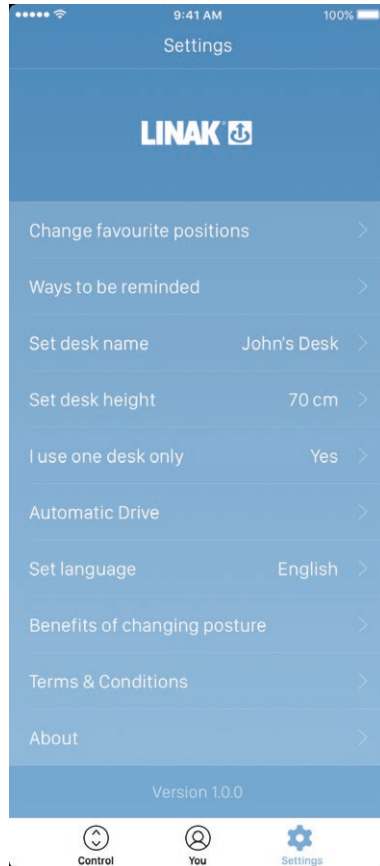 9:41 AM 100%
Settings
LINAK
Change favourite positions
Ways to be reminded
Set desk name John's Desk
Set desk height 70 cm
I use one desk only Yes
Automatic Drive
Set language English
Benefits of changing posture
Terms & Conditions
About
Version 1.0.0
Control You Settings